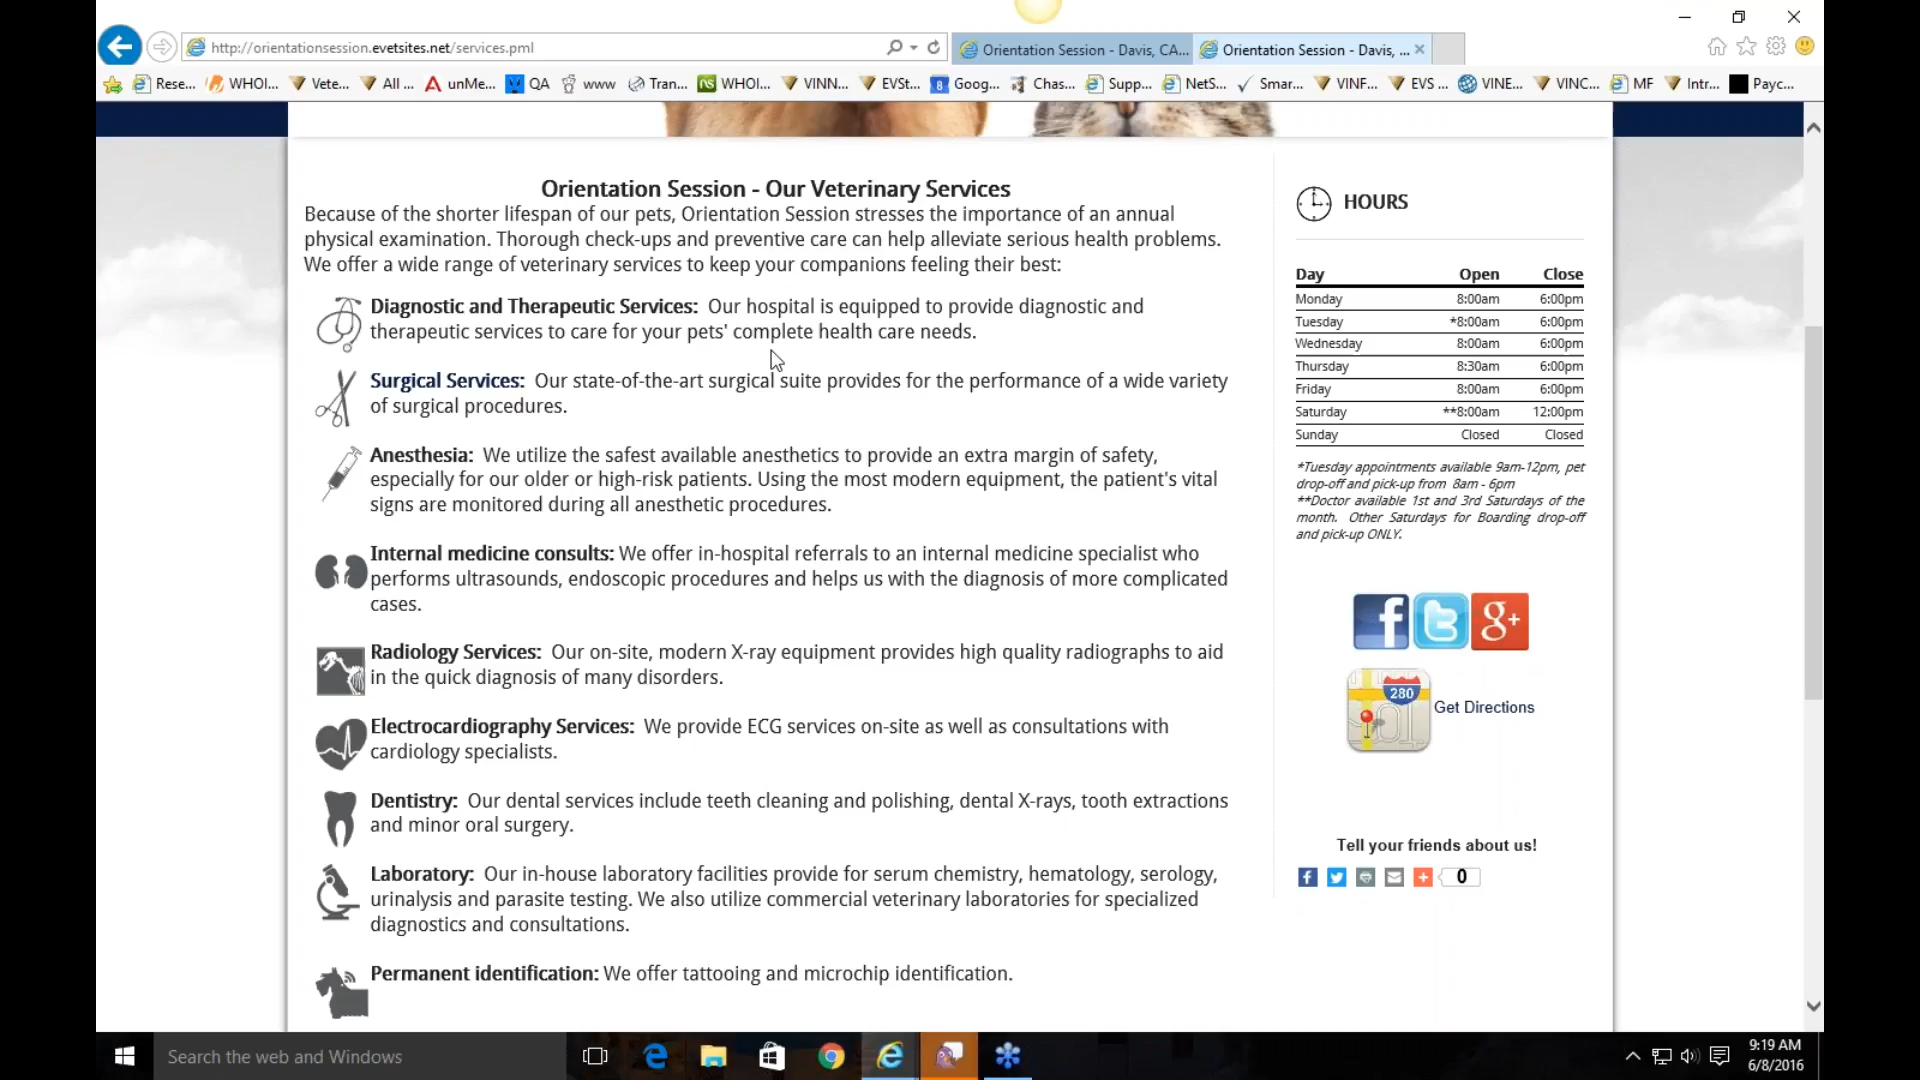 http://orientationsession.evetsites.net/services.pml
Orientation Session - Davis, CA...
Orientation Session - Davis, ...
Rese...
WHOI...
Vete...
All ...
unMe...
QA
www
Tran...
WHOI...
VINN...
EVSt...
Goog...
Chas...
Supp...
NetS...
Smar...
VINF...
EVS ...
VINE...
VINC...
MF
Intr...
Payc...
Orientation Session - Our Veterinary Services
Because of the shorter lifespan of our pets, Orientation Session stresses the importance of an annual
physical examination. Thorough check-ups and preventive care can help alleviate serious health problems.
We offer a wide range of veterinary services to keep your companions feeling their best:
Diagnostic and Therapeutic Services: Our hospital is equipped to provide diagnostic and
therapeutic services to care for your pets' complete health care needs.
Surgical Services: Our state-of-the-art surgical suite provides for the performance of a wide variety
of surgical procedures.
Anesthesia: We utilize the safest available anesthetics to provide an extra margin of safety,
especially for our older or high-risk patients. Using the most modern equipment, the patient's vital
signs are monitored during all anesthetic procedures.
Internal medicine consults: We offer in-hospital referrals to an internal medicine specialist who
performs ultrasounds, endoscopic procedures and helps us with the diagnosis of more complicated
cases.
Radiology Services: Our on-site, modern X-ray equipment provides high quality radiographs to aid
in the quick diagnosis of many disorders.
Electrocardiography Services: We provide ECG services on-site as well as consultations with
cardiology specialists.
Dentistry: Our dental services include teeth cleaning and polishing, dental X-rays, tooth extractions
and minor oral surgery.
Laboratory: Our in-house laboratory facilities provide for serum chemistry, hematology, serology,
urinalysis and parasite testing. We also utilize commercial veterinary laboratories for specialized
diagnostics and consultations.
Permanent identification: We offer tattooing and microchip identification.
HOURS
Day Open Close
Monday 8:00am 6:00pm
Tuesday *8:00am 6:00pm
Wednesday 8:00am 6:00pm
Thursday 8:30am 6:00pm
Friday 8:00am 6:00pm
Saturday **8:00am 12:00pm
Sunday Closed Closed
*Tuesday appointments available 9am-12pm, pet
drop-off and pick-up from 8am - 6pm
**Doctor available 1st and 3rd Saturdays of the
month. Other Saturdays for Boarding drop-off
and pick-up ONLY.
f t g+
280
Get Directions
Tell your friends about us!
0
Search the web and Windows
9:19 AM
6/8/2016